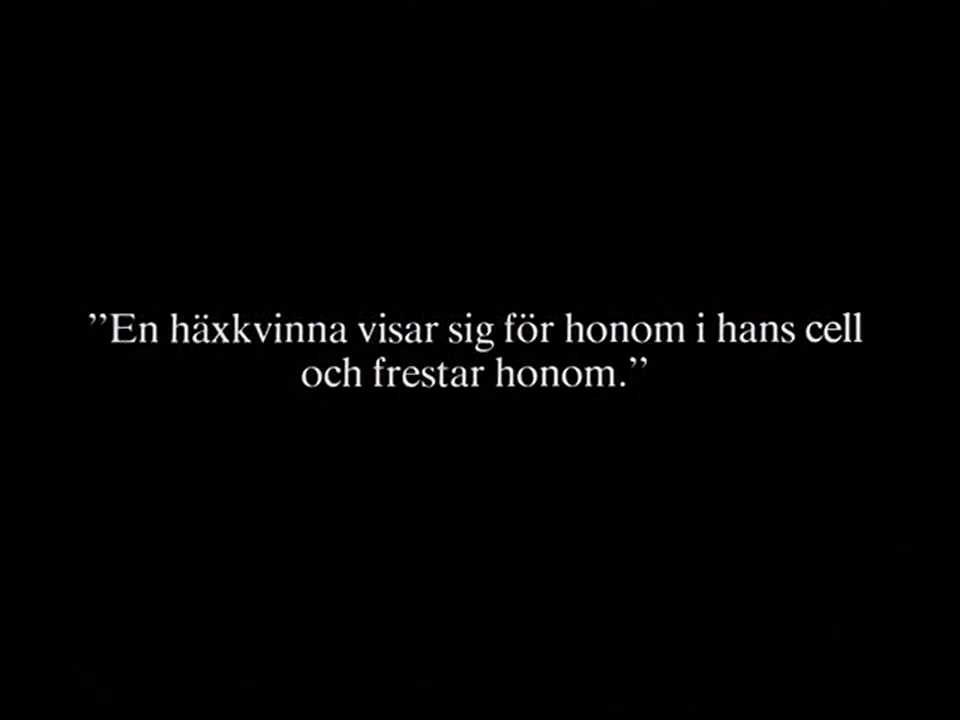 ”En häxkvinna visar sig för honom i hans cell
och frestar honom.”